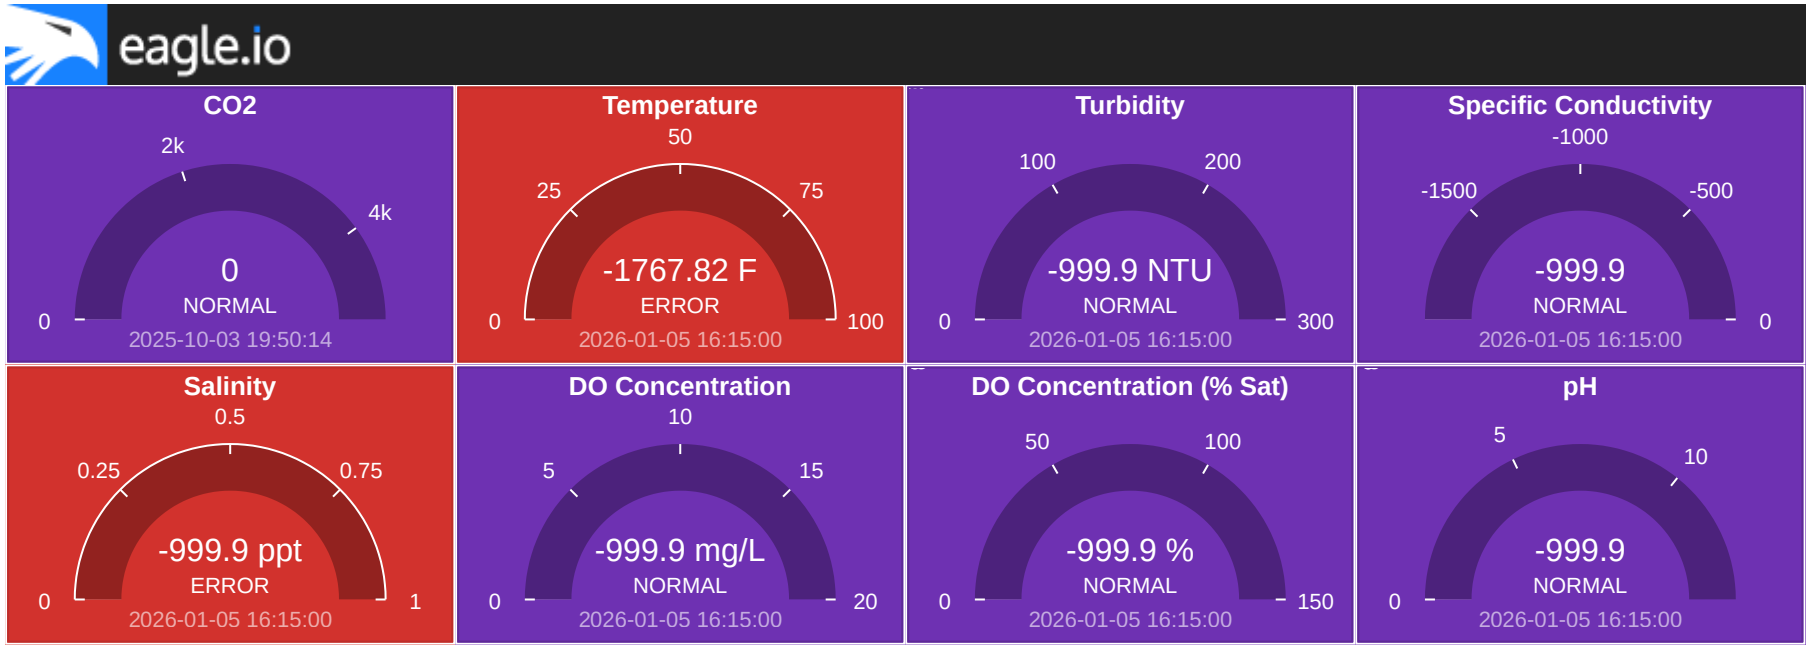 eagle.io
CO2
2k
4k
0
NORMAL
0
2025-10-03 19:50:14
Temperature
50
25
75
-1767.82 F
ERROR
0
100
2026-01-05 16:15:00
Turbidity
100
200
-999.9 NTU
NORMAL
0
300
2026-01-05 16:15:00
Specific Conductivity
-1000
-1500
-500
-999.9
NORMAL
0
2026-01-05 16:15:00
Salinity
0.5
0.25
0.75
-999.9 ppt
ERROR
0
1
2026-01-05 16:15:00
DO Concentration
10
5
15
-999.9 mg/L
NORMAL
0
20
2026-01-05 16:15:00
DO Concentration (% Sat)
50
100
-999.9 %
NORMAL
0
150
2026-01-05 16:15:00
pH
5
10
-999.9
NORMAL
0
2026-01-05 16:15:00